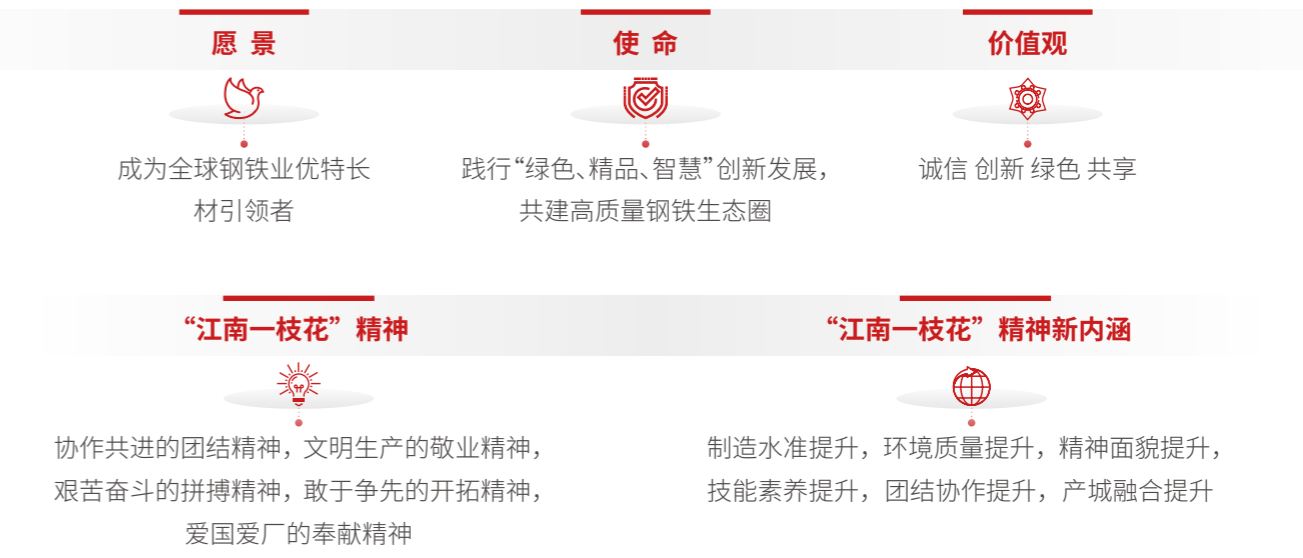 愿 景
使 命
价值观
成为全球钢铁业优特长
材引领者
践行“绿色、精品、智慧”创新发展，
共建高质量钢铁生态圈
诚信 创新 绿色 共享
“江南一枝花”精神
“江南一枝花”精神新内涵
协作共进的团结精神，文明生产的敬业精神，
艰苦奋斗的拼搏精神，敢于争先的开拓精神，
爱国爱厂的奉献精神
制造水准提升，环境质量提升，精神面貌提升，
技能素养提升，团结协作提升，产城融合提升